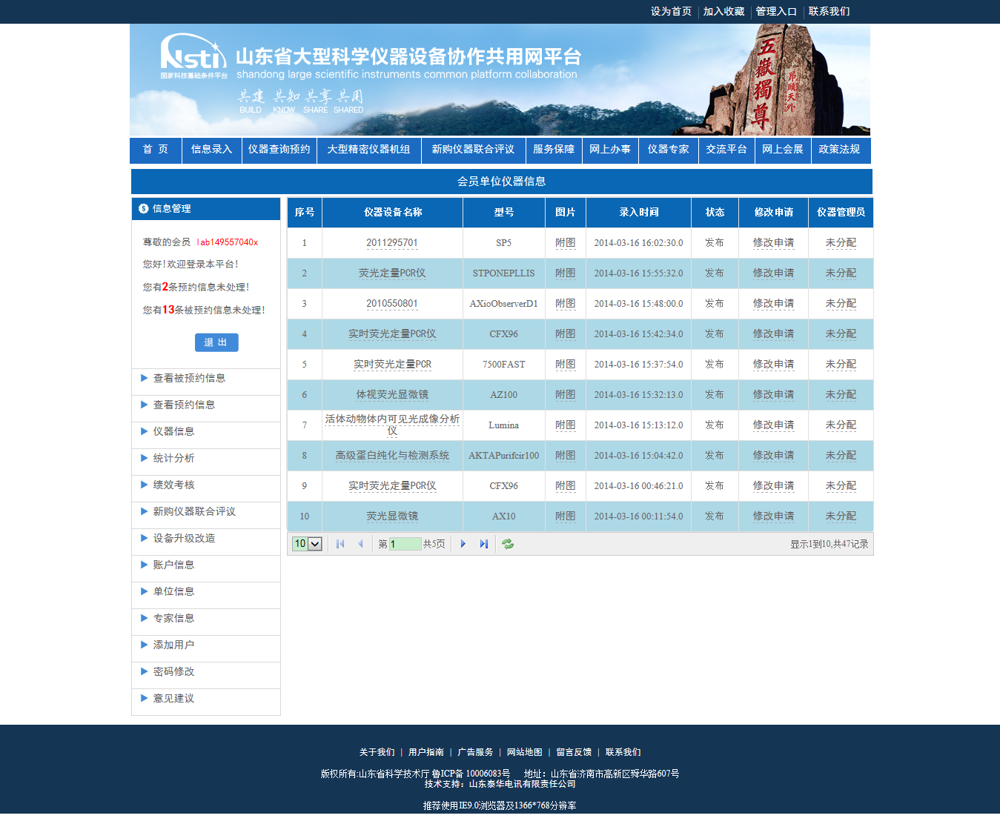 设为首页 加入收藏 管理入口 联系我们
Nsti
国家科技基础条件平台
山东省大型科学仪器设备协作共用网平台
shandong large scientific instruments common platform collaboration
共建 共知 共享 共用
BUILD KNOW SHARE SHARED
五嶽獨尊
昂頭天外
首 页 信息录入 仪器查询预约 大型精密仪器机组 新购仪器联合评议 服务保障 网上办事 仪器专家 交流平台 网上会展 政策法规
会员单位仪器信息
信息管理
尊敬的会员 lab149557040x
您好!欢迎登录本平台!
您有2条预约信息未处理!
您有13条被预约信息未处理!
退 出
查看被预约信息
查看预约信息
仪器信息
统计分析
绩效考核
新购仪器联合评议
设备升级改造
账户信息
单位信息
专家信息
添加用户
密码修改
意见建议
序号 仪器设备名称 型号 图片 录入时间 状态 修改申请 仪器管理员
1 2011295701 SP5 附图 2014-03-16 16:02:30.0 发布 修改申请 未分配
2 荧光定量PCR仪 STPONEPLLIS 附图 2014-03-16 15:55:32.0 发布 修改申请 未分配
3 2010550801 AXioObserverD1 附图 2014-03-16 15:48:00.0 发布 修改申请 未分配
4 实时荧光定量PCR仪 CFX96 附图 2014-03-16 15:42:34.0 发布 修改申请 未分配
5 实时荧光定量PCR 7500FAST 附图 2014-03-16 15:37:54.0 发布 修改申请 未分配
6 体视荧光显微镜 AZ100 附图 2014-03-16 15:32:13.0 发布 修改申请 未分配
7 活体动物体内可见光成像分析仪 Lumina 附图 2014-03-16 15:13:12.0 发布 修改申请 未分配
8 高级蛋白纯化与检测系统 AKTAPurifcir100 附图 2014-03-16 15:04:42.0 发布 修改申请 未分配
9 实时荧光定量PCR仪 CFX96 附图 2014-03-16 00:46:21.0 发布 修改申请 未分配
10 荧光显微镜 AX10 附图 2014-03-16 00:11:54.0 发布 修改申请 未分配
10 第 1 共5页 显示1到10,共47记录
关于我们 | 用户指南 | 广告服务 | 网站地图 | 留言反馈 | 联系我们
版权所有:山东省科学技术厅 鲁ICP备 10006083号 地址：山东省济南市高新区舜华路607号
技术支持：山东泰华电讯有限责任公司
推荐使用IE9.0浏览器及1366*768分辨率